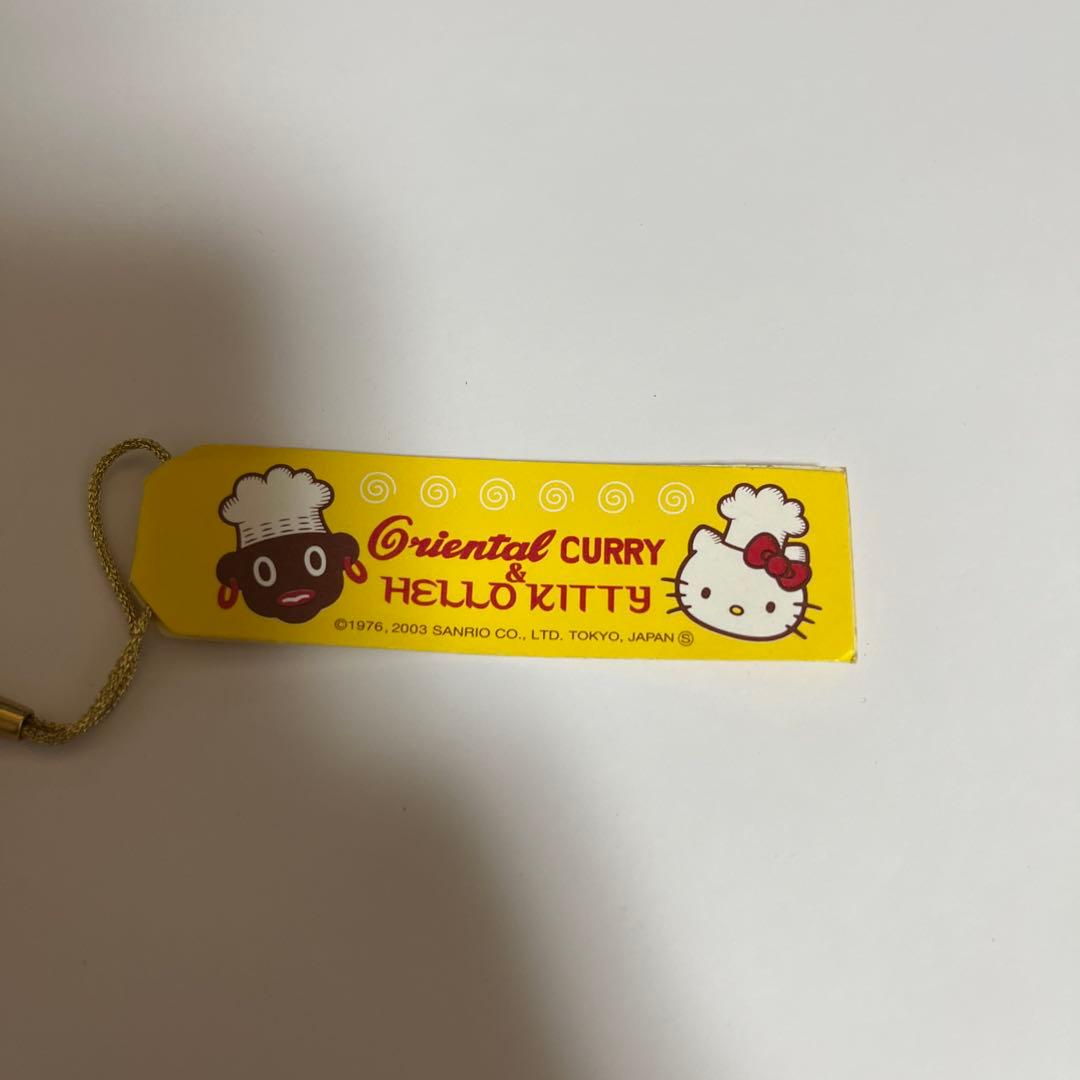 Oriental CURRY
&
HELLO KITTY
©1976, 2003 SANRIO CO., LTD. TOKYO, JAPAN Ⓢ